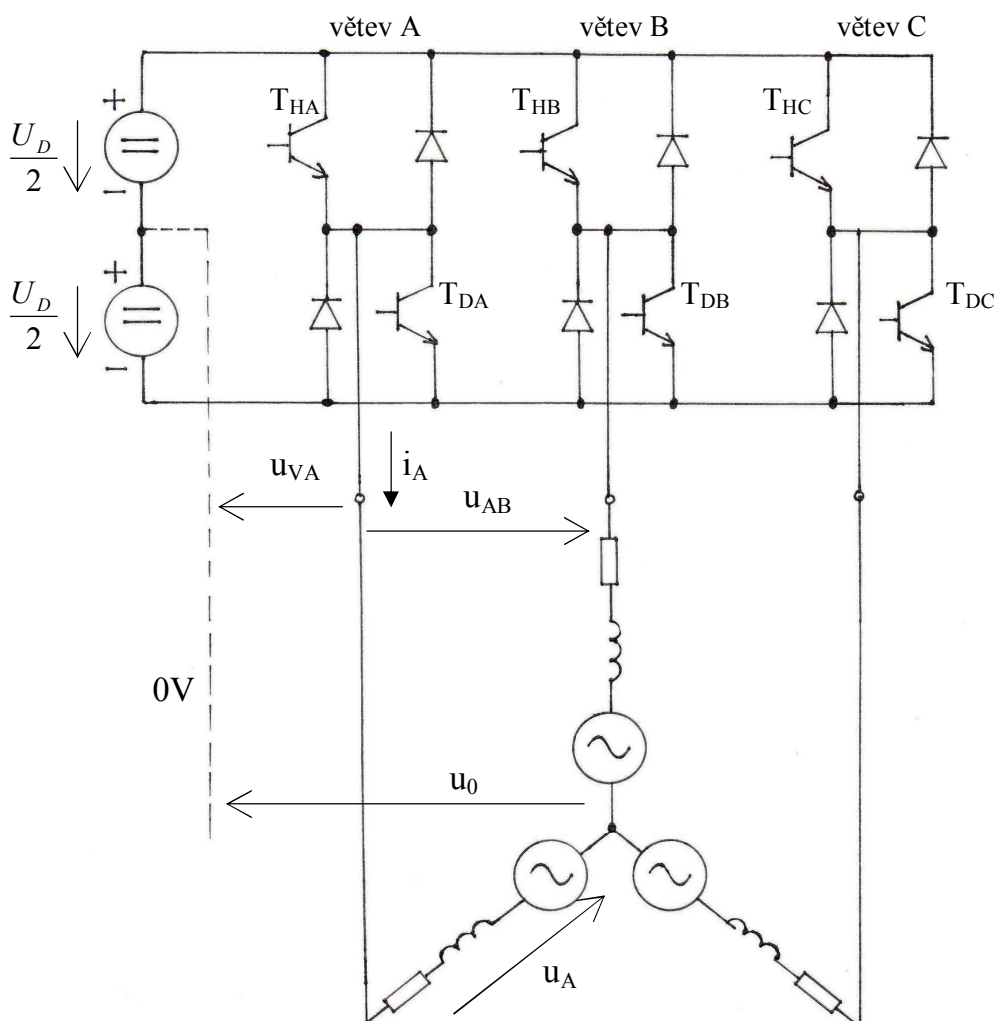 větev A
větev B
větev C
T_HA
T_HB
T_HC
+
U_D
2
−
+
U_D
2
−
T_DA
T_DB
T_DC
u_VA
i_A
u_AB
0V
u_0
u_A